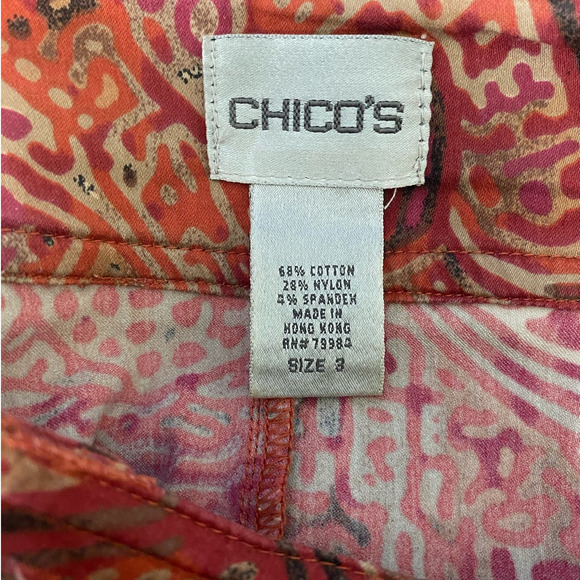 CHICO'S
68% COTTON
28% NYLON
4% SPANDEX
MADE IN
HONG KONG
RN# 79984
SIZE 3